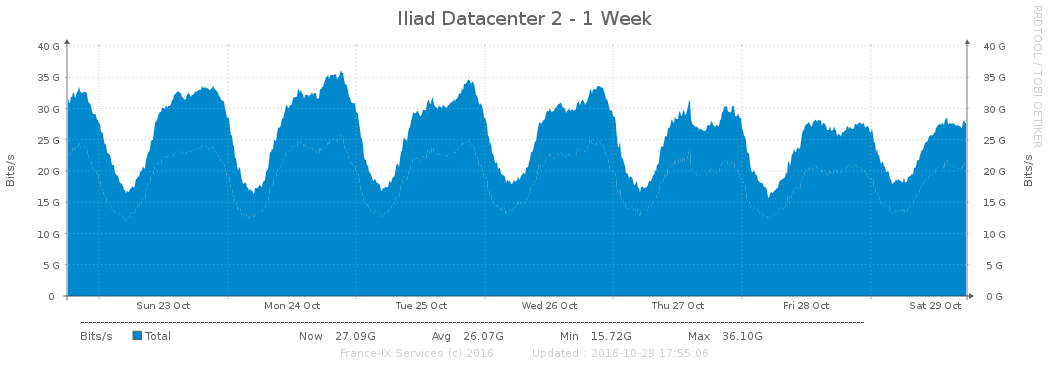 Iliad Datacenter 2 - 1 Week
RRDTOOL / TOBI OETIKER
40 G 40 G
35 G 35 G
30 G 30 G
25 G 25 G
20 G 20 G
15 G 15 G
10 G 10 G
5 G 5 G
0 0 G
Bits/s
Bits/s
Sun 23 Oct Mon 24 Oct Tue 25 Oct Wed 26 Oct Thu 27 Oct Fri 28 Oct Sat 29 Oct
Bits/s Total Now 27.09G Avg 26.07G Min 15.72G Max 36.10G
France-IX Services (c) 2016 Updated : 2016-10-29 17:55:06